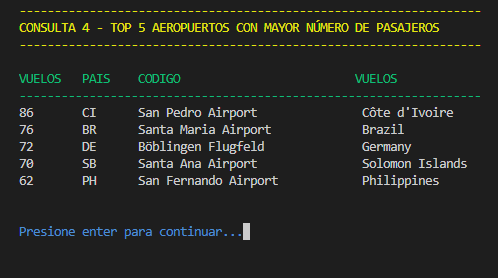 CONSULTA 4 - TOP 5 AEROPUERTOS CON MAYOR NÚMERO DE PASAJEROS
VUELOS PAIS CODIGO VUELOS
86 CI San Pedro Airport Côte d'Ivoire
76 BR Santa Maria Airport Brazil
72 DE Böblingen Flugfeld Germany
70 SB Santa Ana Airport Solomon Islands
62 PH San Fernando Airport Philippines
Presione enter para continuar...